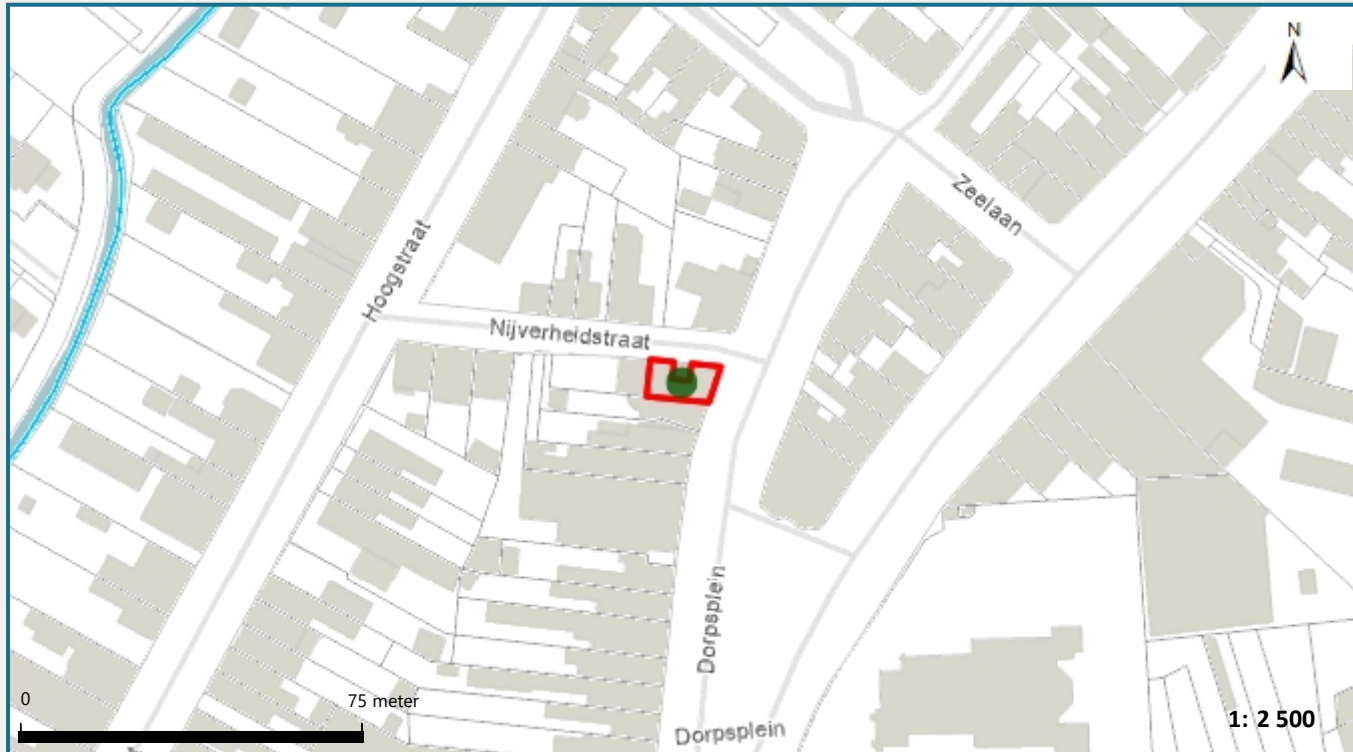 N
Zeelaan
Hoogstraat
Nijverheidstraat
Dorpsplein
0
75 meter
Dorpsplein
1: 2 500